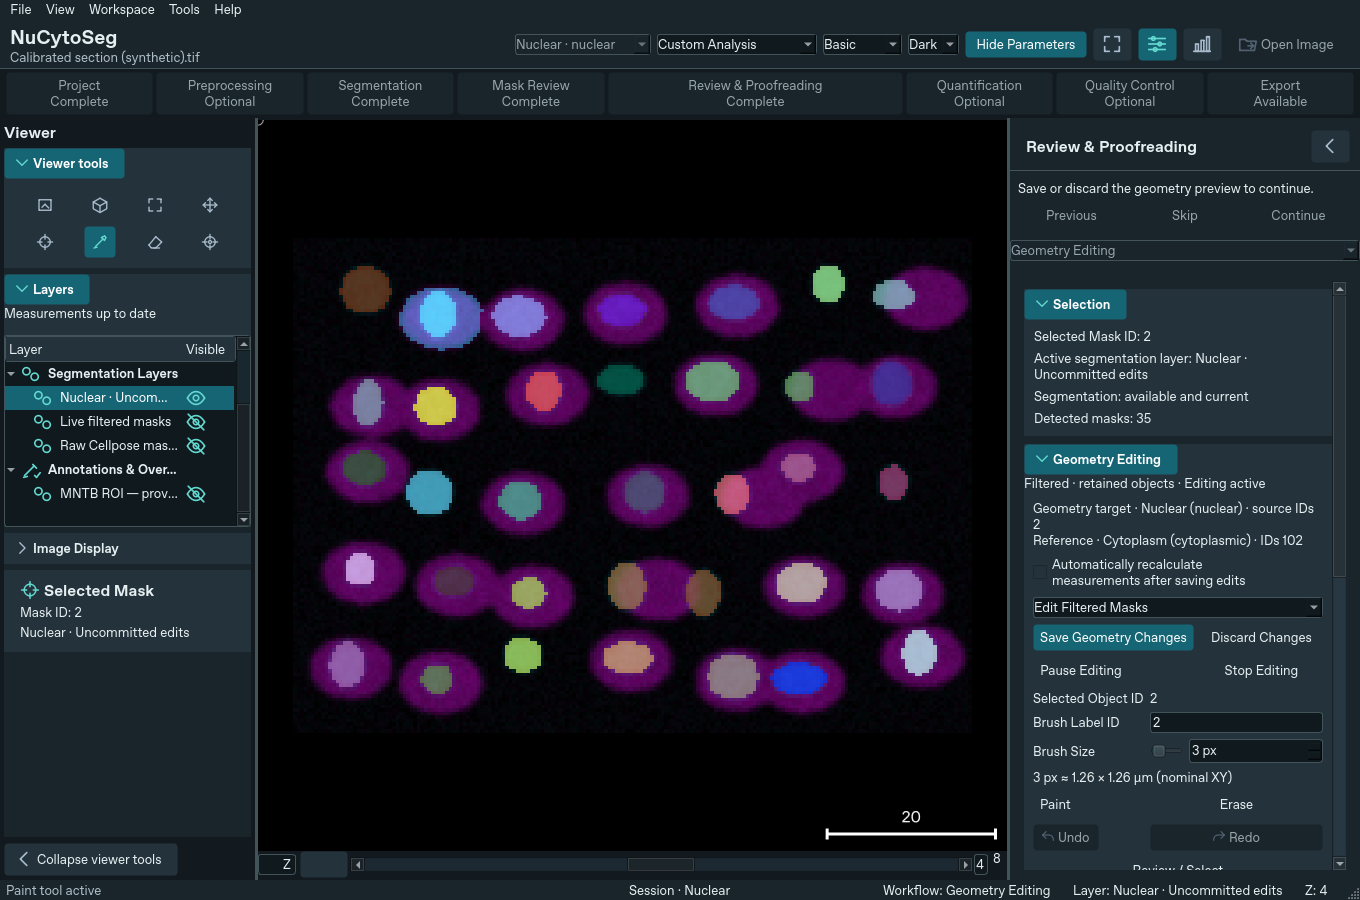 File View Workspace Tools Help
NuCytoSeg
Calibrated section (synthetic).tif
Nuclear · nuclear
Custom Analysis
Basic
Dark
Hide Parameters
Open Image
Project
Complete
Preprocessing
Optional
Segmentation
Complete
Mask Review
Complete
Review & Proofreading
Complete
Quantification
Optional
Quality Control
Optional
Export
Available
Viewer
Viewer tools
Layers
Measurements up to date
Layer Visible
Segmentation Layers
Nuclear · Uncom...
Live filtered masks
Raw Cellpose mas...
Annotations & Over...
MNTB ROI — prov...
Image Display
Selected Mask
Mask ID: 2
Nuclear · Uncommitted edits
Collapse viewer tools
20
Z
4
8
Review & Proofreading
Save or discard the geometry preview to continue.
Previous Skip Continue
Geometry Editing
Selection
Selected Mask ID: 2
Active segmentation layer: Nuclear ·
Uncommitted edits
Segmentation: available and current
Detected masks: 35
Geometry Editing
Filtered · retained objects · Editing active
Geometry target · Nuclear (nuclear) · source IDs
2
Reference · Cytoplasm (cytoplasmic) · IDs 102
Automatically recalculate
measurements after saving edits
Edit Filtered Masks
Save Geometry Changes Discard Changes
Pause Editing Stop Editing
Selected Object ID 2
Brush Label ID 2
Brush Size 3 px
3 px ≈ 1.26 × 1.26 µm (nominal XY)
Paint Erase
Undo Redo
Review / Select
Paint tool active
Session · Nuclear
Workflow: Geometry Editing
Layer: Nuclear · Uncommitted edits
Z: 4